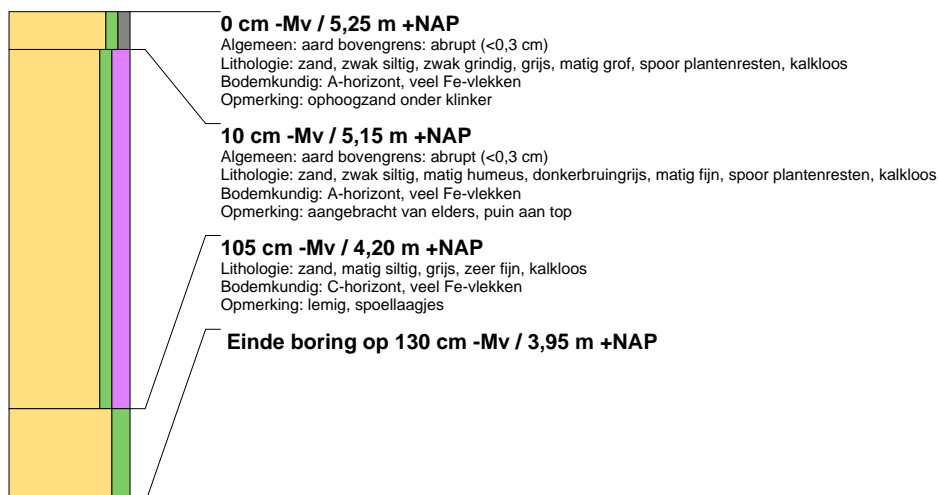 0 cm -Mv / 5,25 m +NAP
Algemeen: aard bovengrens: abrupt (<0,3 cm)
Lithologie: zand, zwak siltig, zwak grindig, grijs, matig grof, spoor plantenresten, kalkloos
Bodemkundig: A-horizont, veel Fe-vlekken
Opmerking: ophoogzand onder klinker
10 cm -Mv / 5,15 m +NAP
Algemeen: aard bovengrens: abrupt (<0,3 cm)
Lithologie: zand, zwak siltig, matig humeus, donkerbruingrijs, matig fijn, spoor plantenresten, kalkloos
Bodemkundig: A-horizont, veel Fe-vlekken
Opmerking: aangebracht van elders, puin aan top
105 cm -Mv / 4,20 m +NAP
Lithologie: zand, matig siltig, grijs, zeer fijn, kalkloos
Bodemkundig: C-horizont, veel Fe-vlekken
Opmerking: lemig, spoellaagjes
Einde boring op 130 cm -Mv / 3,95 m +NAP